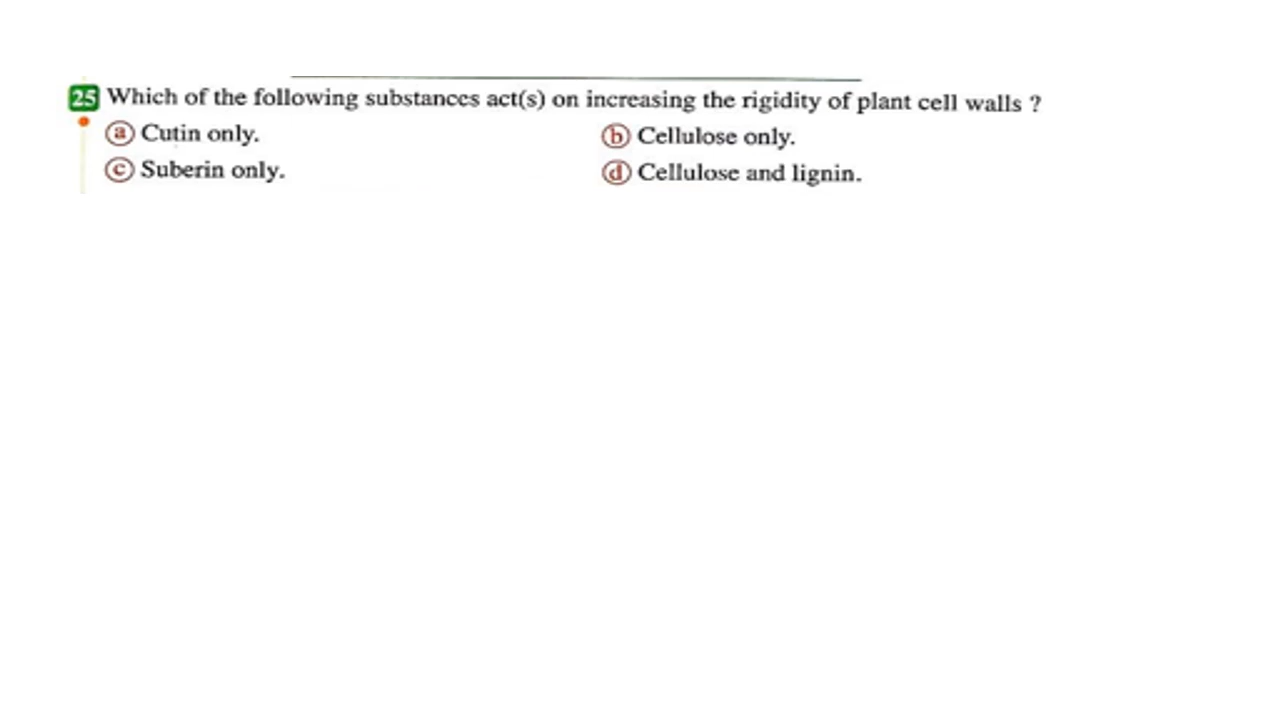 25 Which of the following substances act(s) on increasing the rigidity of plant cell walls ?
a Cutin only. b Cellulose only.
c Suberin only. d Cellulose and lignin.